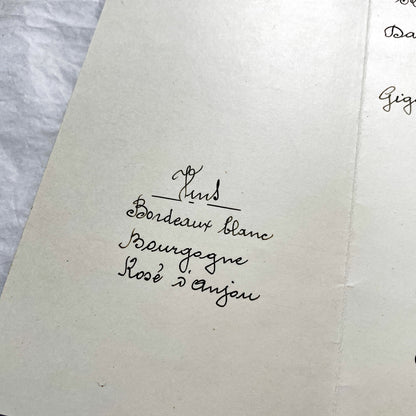 Vins
Bordeaux blanc
Bourgogne
Rosé d'Anjou